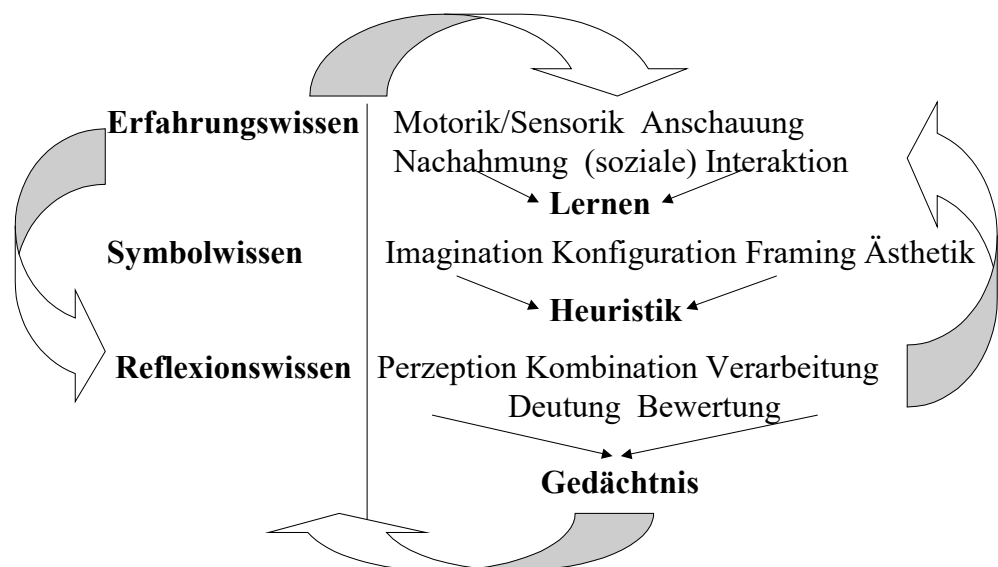 Erfahrungswissen Motorik/Sensorik Anschauung
Nachahmung (soziale) Interaktion
Lernen
Symbolwissen Imagination Konfiguration Framing Ästhetik
Heuristik
Reflexionswissen Perzeption Kombination Verarbeitung
Deutung Bewertung
Gedächtnis